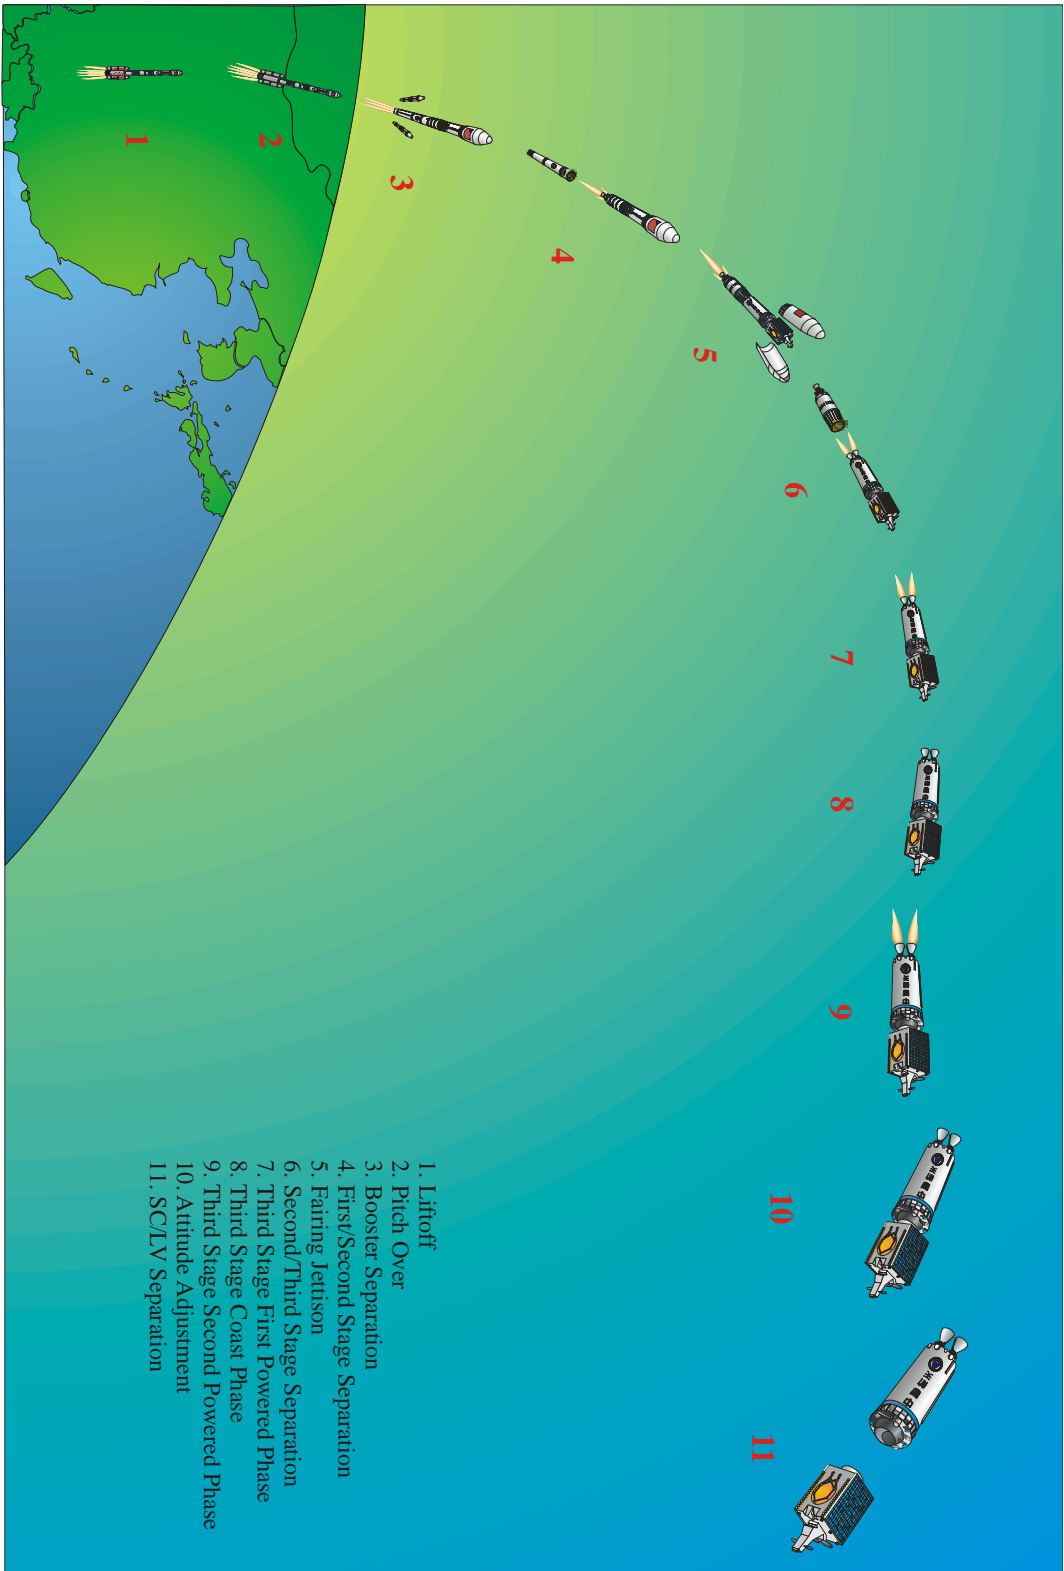 1
2
3
4
5
6
7
8
9
10
11
1. Liftoff
2. Pitch Over
3. Booster Separation
4. First/Second Stage Separation
5. Fairing Jettison
6. Second/Third Stage Separation
7. Third Stage First Powered Phase
8. Third Stage Coast Phase
9. Third Stage Second Powered Phase
10. Attitude Adjustment
11. SC/LV Separation